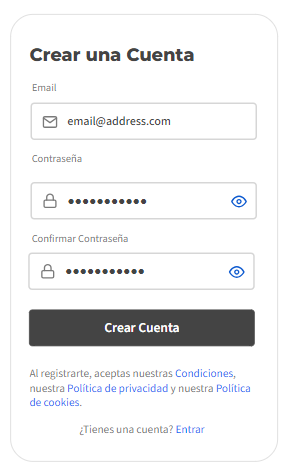 Crear una Cuenta
Email
email@address.com
Contraseña
●●●●●●●●●●●
Confirmar Contraseña
●●●●●●●●●●●
Crear Cuenta
Al registrarte, aceptas nuestras Condiciones,
nuestra Política de privacidad y nuestra Política
de cookies.
¿Tienes una cuenta? Entrar